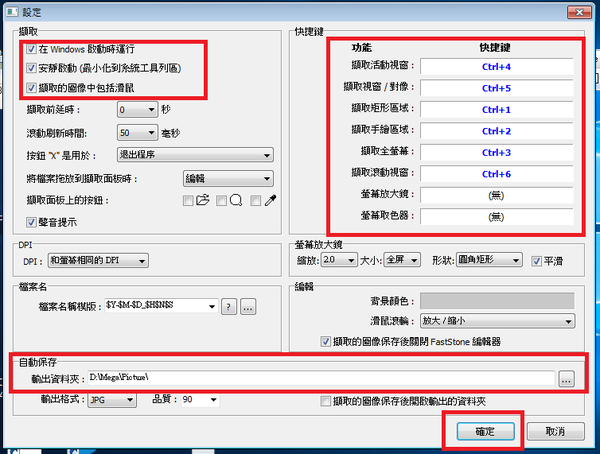 設定
擷取
在 Windows 啟動時運行
安靜啟動 (最小化到系統工具列區)
擷取的圖像中包括滑鼠
擷取前延時： 0 秒
滾動刷新時間: 50 毫秒
按鈕 "X" 是用於： 退出程序
將檔案拖放到擷取面板時： 編輯
擷取面板上的按鈕：
聲音提示
快捷鍵
功能 快捷鍵
擷取活動視窗： Ctrl+4
擷取視窗 / 對像： Ctrl+5
擷取矩形區域： Ctrl+1
擷取手繪區域： Ctrl+2
擷取全螢幕： Ctrl+3
擷取滾動視窗： Ctrl+6
螢幕放大鏡： (無)
螢幕取色器： (無)
DPI
DPI： 和螢幕相同的 DPI
螢幕放大鏡
縮放: 2.0 大小: 全屏 形狀: 圓角矩形 平滑
檔案名
檔案名稱模版： $Y-$M-$D_$H$N$S ? ...
編輯
背景顏色：
滑鼠滾輪： 放大 / 縮小
擷取的圖像保存後關閉 FastStone 編輯器
自動保存
輸出資料夾： D:\Mega\Picture\ ...
輸出格式： JPG 品質： 90
擷取的圖像保存後開啟輸出的資料夾
確定 取消